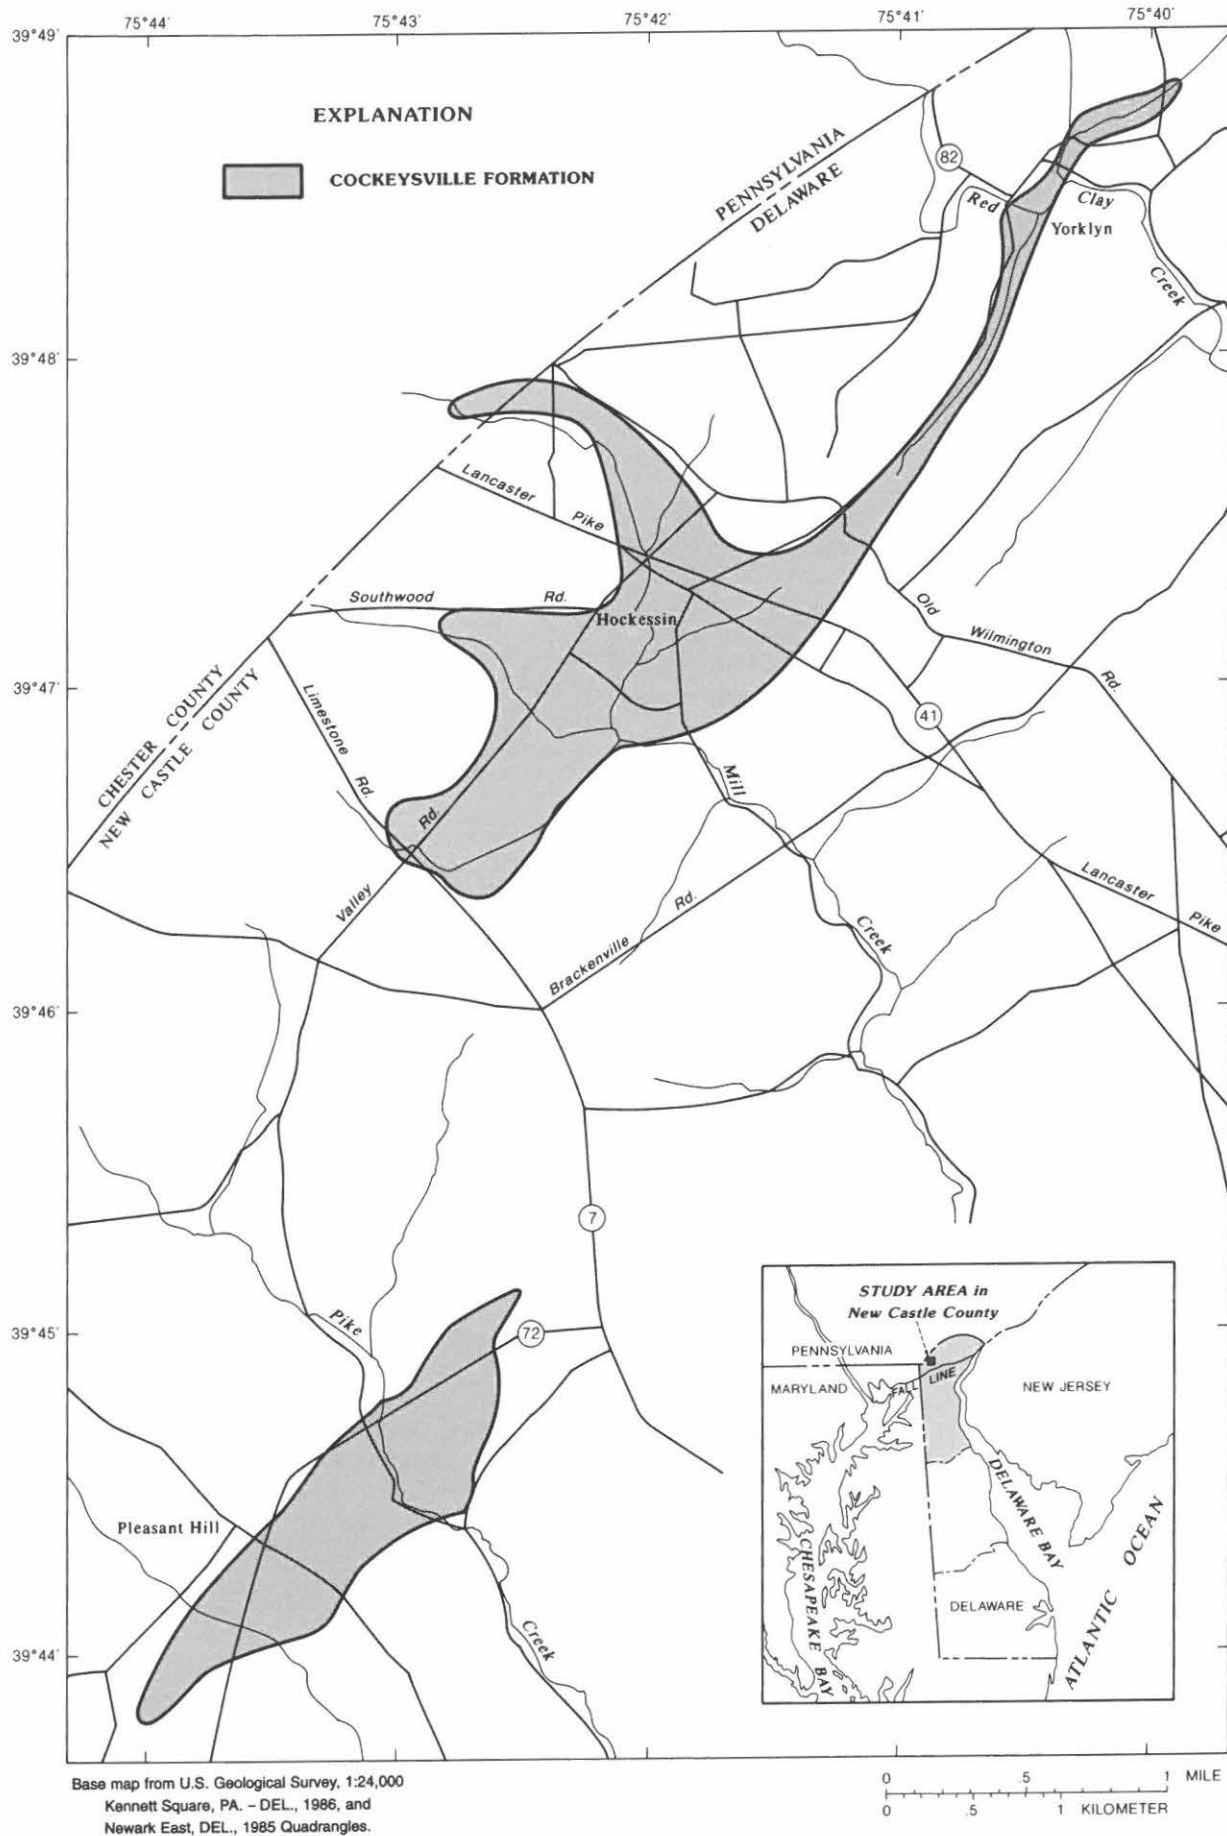 75°44'
75°43'
75°42'
75°41'
75°40'
39°49'
EXPLANATION
COCKEYSVILLE FORMATION
PENNSYLVANIA
DELAWARE
82
Red
Clay
Creek
Yorklyn
39°48'
Lancaster
Pike
Southwood
Rd.
Hockessin
Old
Wilmington
Rd.
39°47'
CHESTER COUNTY
NEW CASTLE COUNTY
Limestone
Rd.
41
Mill
Creek
Valley
Rd.
Brackenville
Rd.
Lancaster
Pike
39°46'
7
39°45'
Pike
72
Pleasant Hill
Creek
39°44'
STUDY AREA in
New Castle County
PENNSYLVANIA
MARYLAND
FALL
LINE
NEW JERSEY
DELAWARE BAY
CHESAPEAKE BAY
DELAWARE
ATLANTIC OCEAN
Base map from U.S. Geological Survey, 1:24,000
Kennett Square, PA. – DEL., 1986, and
Newark East, DEL., 1985 Quadrangles.
0 .5 1 MILE
0 .5 1 KILOMETER